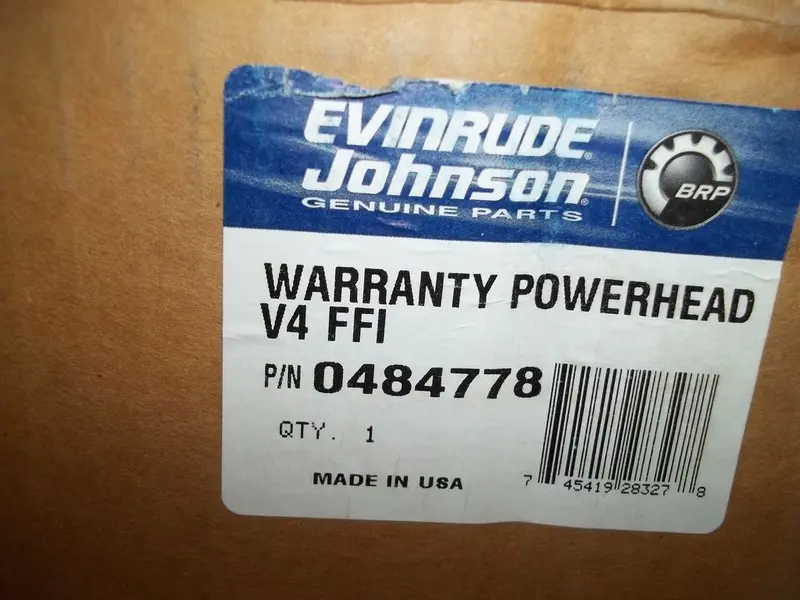 EVINRUDE®
Johnson®
GENUINE PARTS
BRP
WARRANTY POWERHEAD
V4 FFI
P/N 0484778
QTY. 1
MADE IN USA
7 45419 28327 8